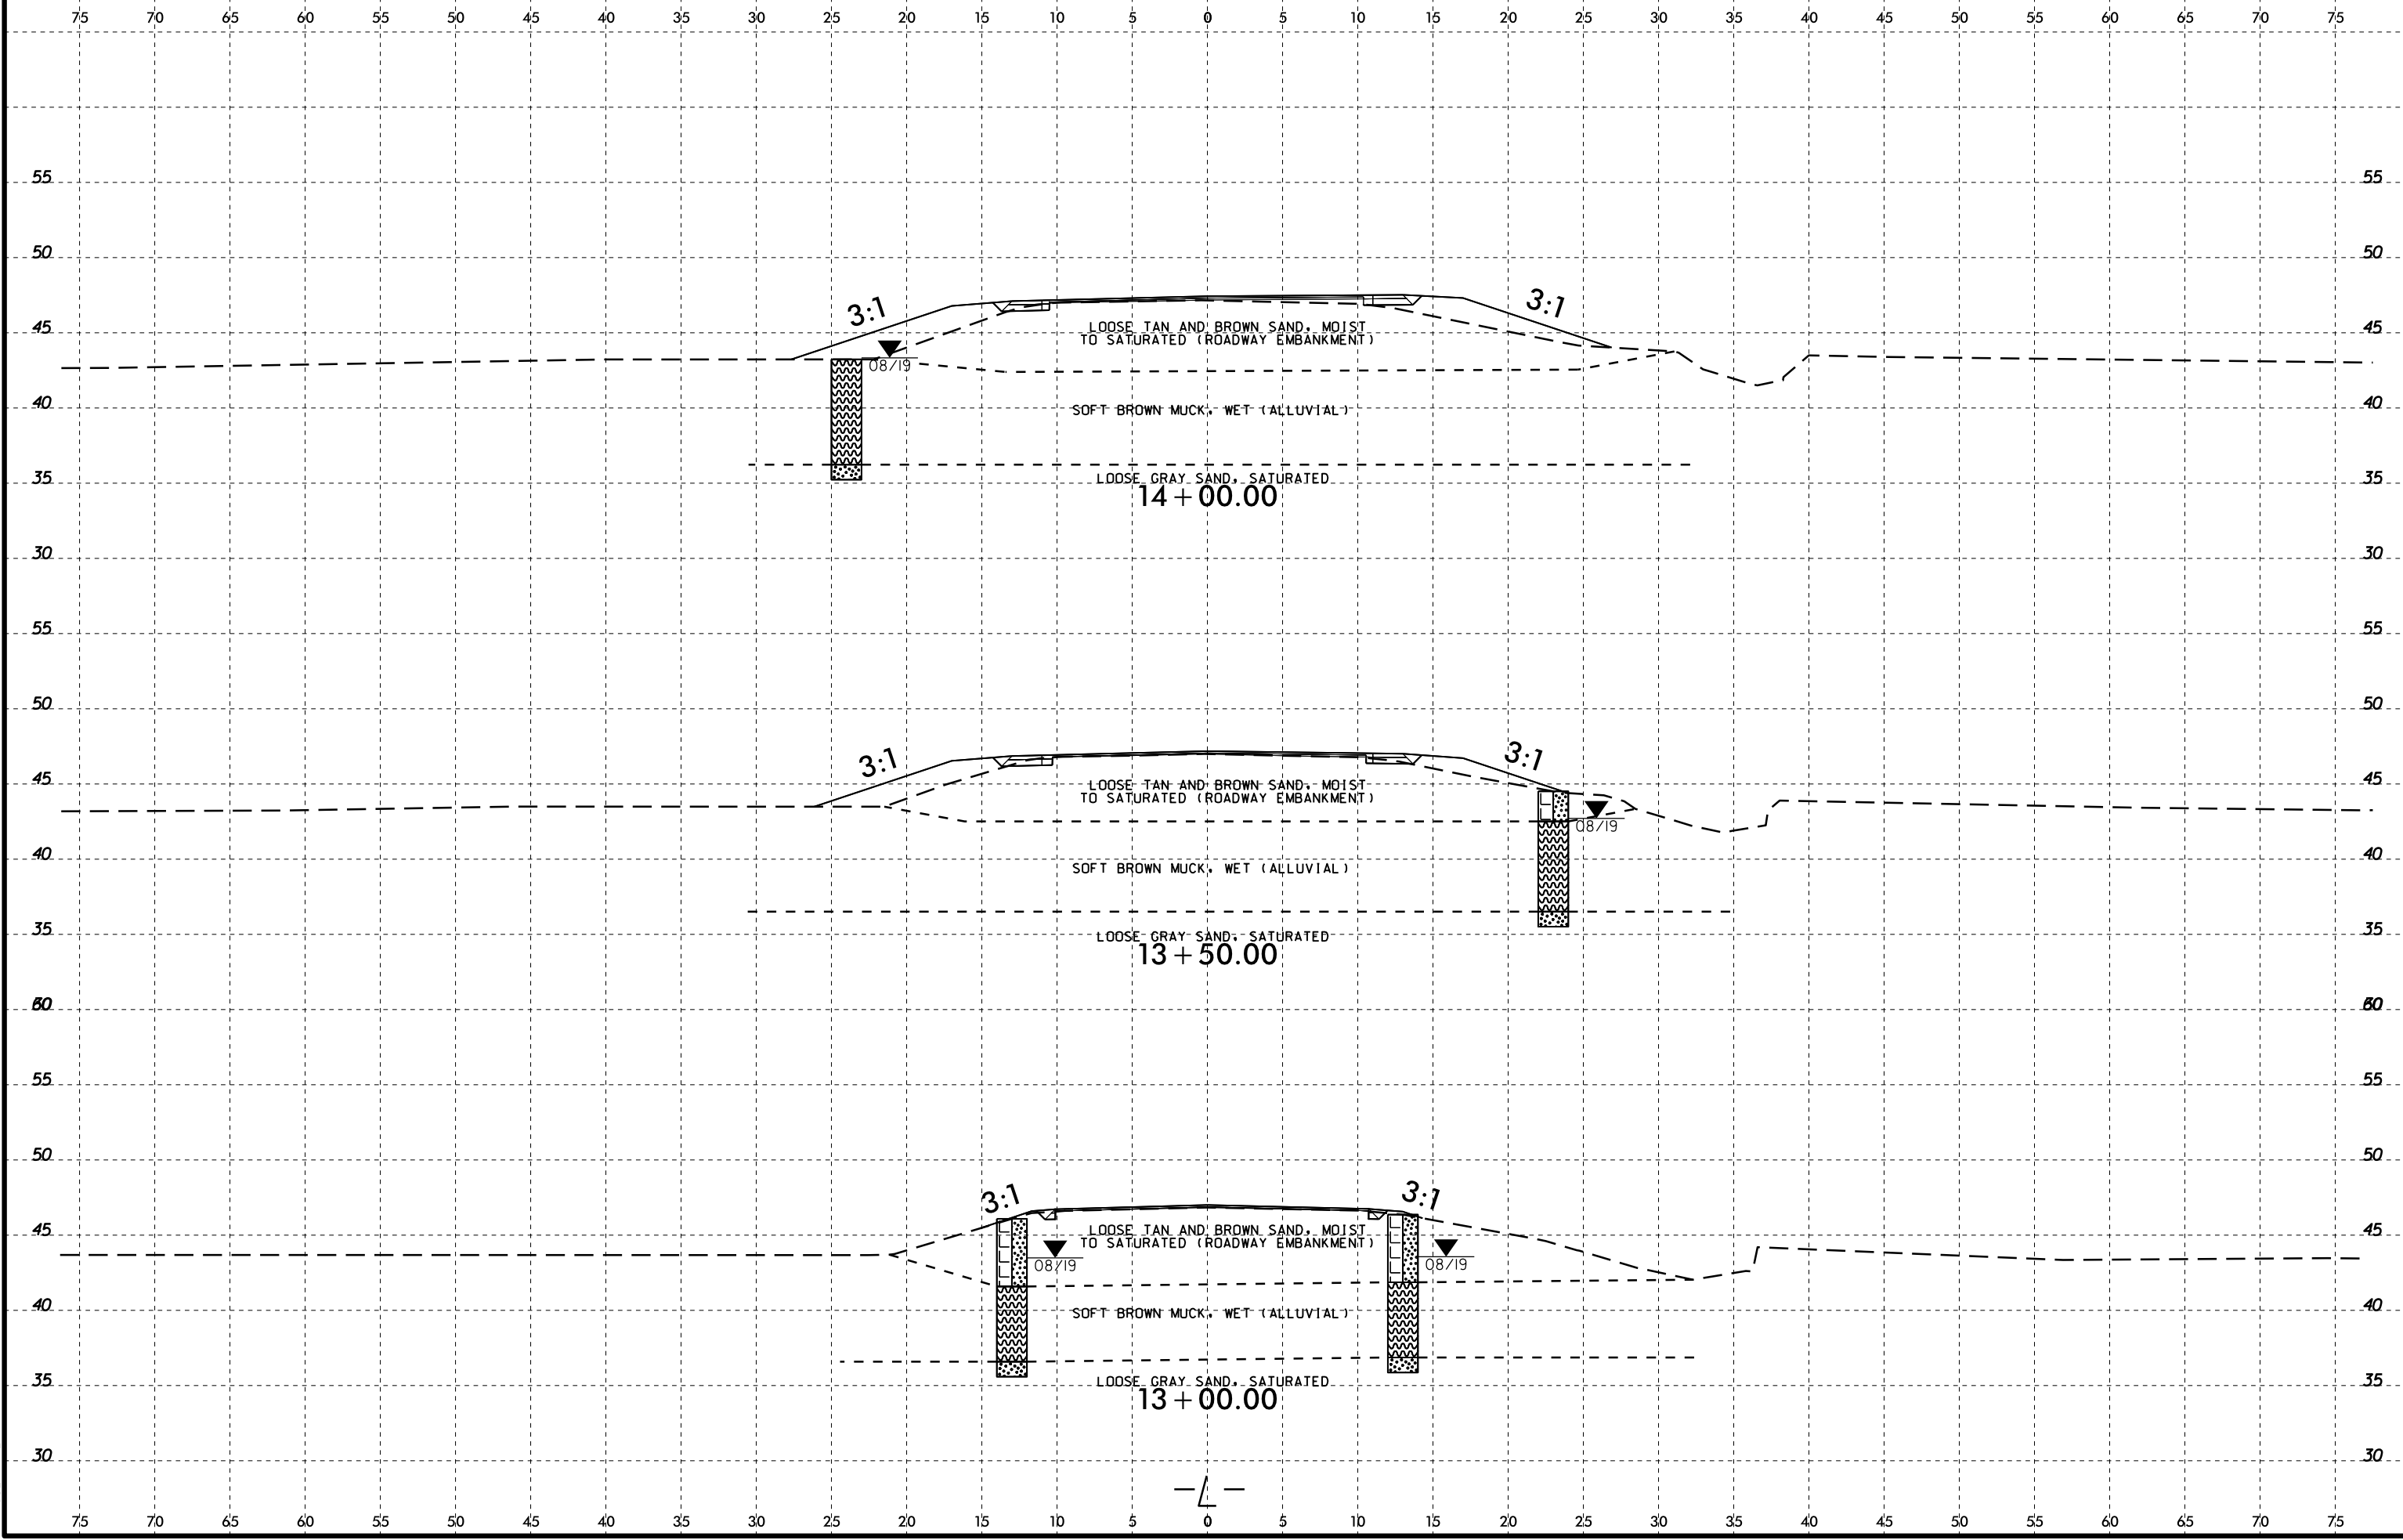 75 70 65 60 55 50 45 40 35 30 25 20 15 10 5 0 5 10 15 20 25 30 35 40 45 50 55 60 65 70 75
55 55
50 50
3:1 3:1
45 LOOSE TAN AND BROWN SAND, MOIST 45
TO SATURATED (ROADWAY EMBANKMENT)
08/19
40 SOFT BROWN MUCK, WET (ALLUVIAL) 40
35 LOOSE GRAY SAND, SATURATED 35
14+00.00
30 30
55 55
50 50
3:1 3:1
45 LOOSE TAN AND BROWN SAND, MOIST 45
TO SATURATED (ROADWAY EMBANKMENT)
08/19
40 SOFT BROWN MUCK, WET (ALLUVIAL) 40
35 LOOSE GRAY SAND, SATURATED 35
13+50.00
55 55
50 50
3:1 3:1
45 LOOSE TAN AND BROWN SAND, MOIST 45
TO SATURATED (ROADWAY EMBANKMENT)
08/19 08/19
40 SOFT BROWN MUCK, WET (ALLUVIAL) 40
35 LOOSE GRAY SAND, SATURATED 35
13+00.00
30 30
-L-
75 70 65 60 55 50 45 40 35 30 25 20 15 10 5 0 5 10 15 20 25 30 35 40 45 50 55 60 65 70 75